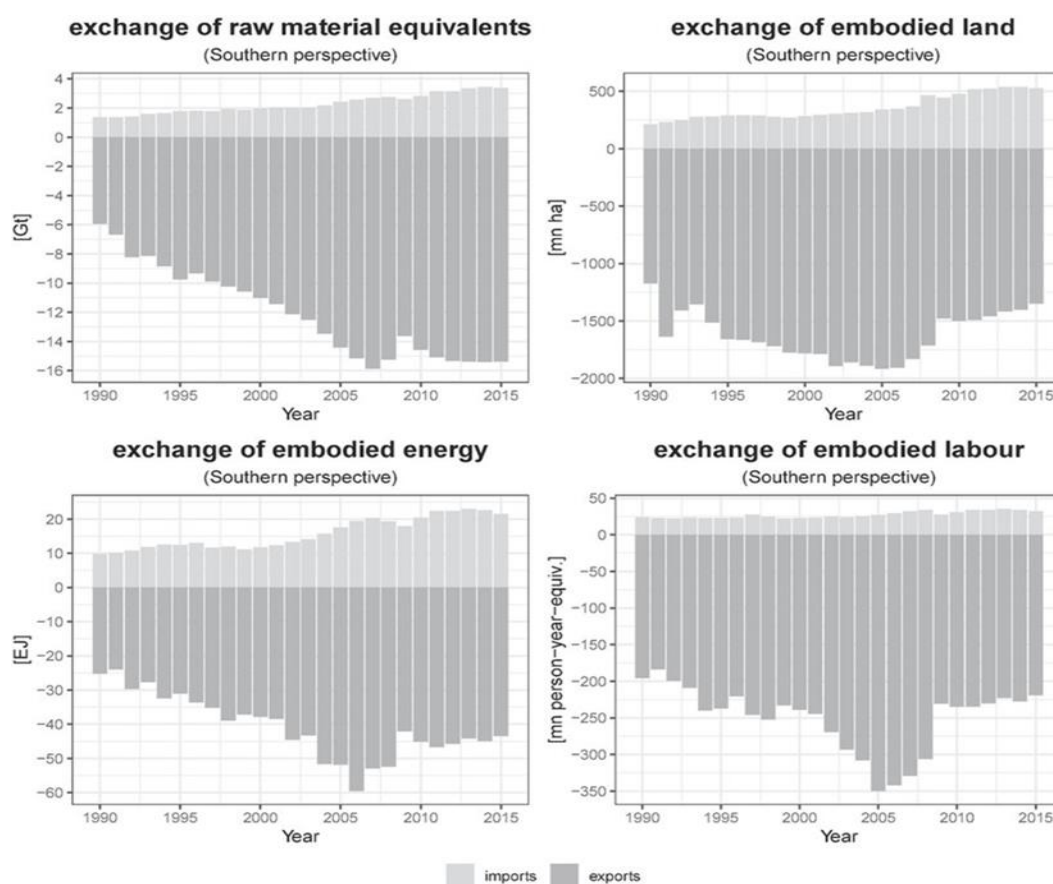 exchange of raw material equivalents
(Southern perspective)
4
2
0
−2
−4
−6
−8
−10
−12
−14
−16
[Gt]
1990 1995 2000 2005 2010 2015
Year
exchange of embodied land
(Southern perspective)
500
0
−500
−1000
−1500
−2000
[mn ha]
1990 1995 2000 2005 2010 2015
Year
exchange of embodied energy
(Southern perspective)
20
10
0
−10
−20
−30
−40
−50
−60
[EJ]
1990 1995 2000 2005 2010 2015
Year
exchange of embodied labour
(Southern perspective)
50
0
−50
−100
−150
−200
−250
−300
−350
[mn person−year−equiv.]
1990 1995 2000 2005 2010 2015
Year
imports exports